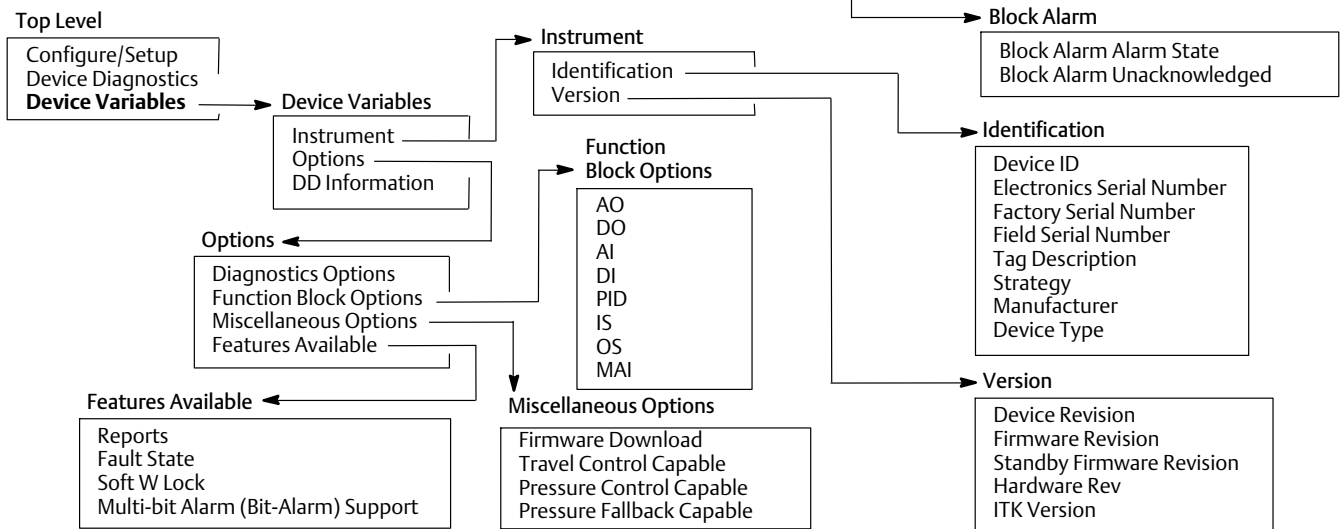 Top Level
Configure/Setup
Device Diagnostics
Device Variables
Device Variables
Instrument
Options
DD Information
Instrument
Identification
Version
Block Alarm
Block Alarm Alarm State
Block Alarm Unacknowledged
Identification
Device ID
Electronics Serial Number
Factory Serial Number
Field Serial Number
Tag Description
Strategy
Manufacturer
Device Type
Function
Block Options
AO
DO
AI
DI
PID
IS
OS
MAI
Options
Diagnostics Options
Function Block Options
Miscellaneous Options
Features Available
Features Available
Reports
Fault State
Soft W Lock
Multi-bit Alarm (Bit-Alarm) Support
Miscellaneous Options
Firmware Download
Travel Control Capable
Pressure Control Capable
Pressure Fallback Capable
Version
Device Revision
Firmware Revision
Standby Firmware Revision
Hardware Rev
ITK Version